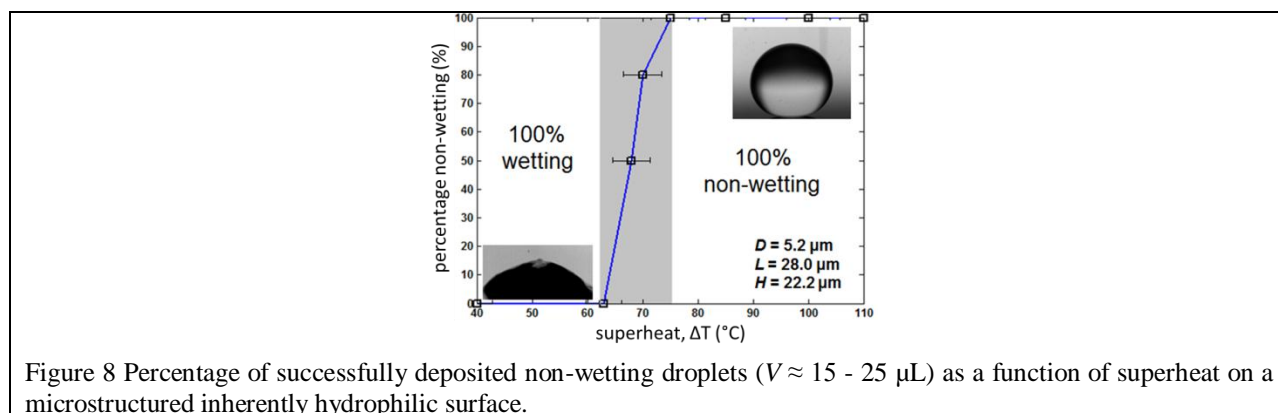 percentage non-wetting (%)
100
90
80
70
60
50
40
30
20
10
0
100%
wetting
100%
non-wetting
D = 5.2 μm
L = 28.0 μm
H = 22.2 μm
40 50 60 70 80 90 100 110
superheat, ΔT (°C)
Figure 8 Percentage of successfully deposited non-wetting droplets (V ≈ 15 - 25 μL) as a function of superheat on a
microstructured inherently hydrophilic surface.